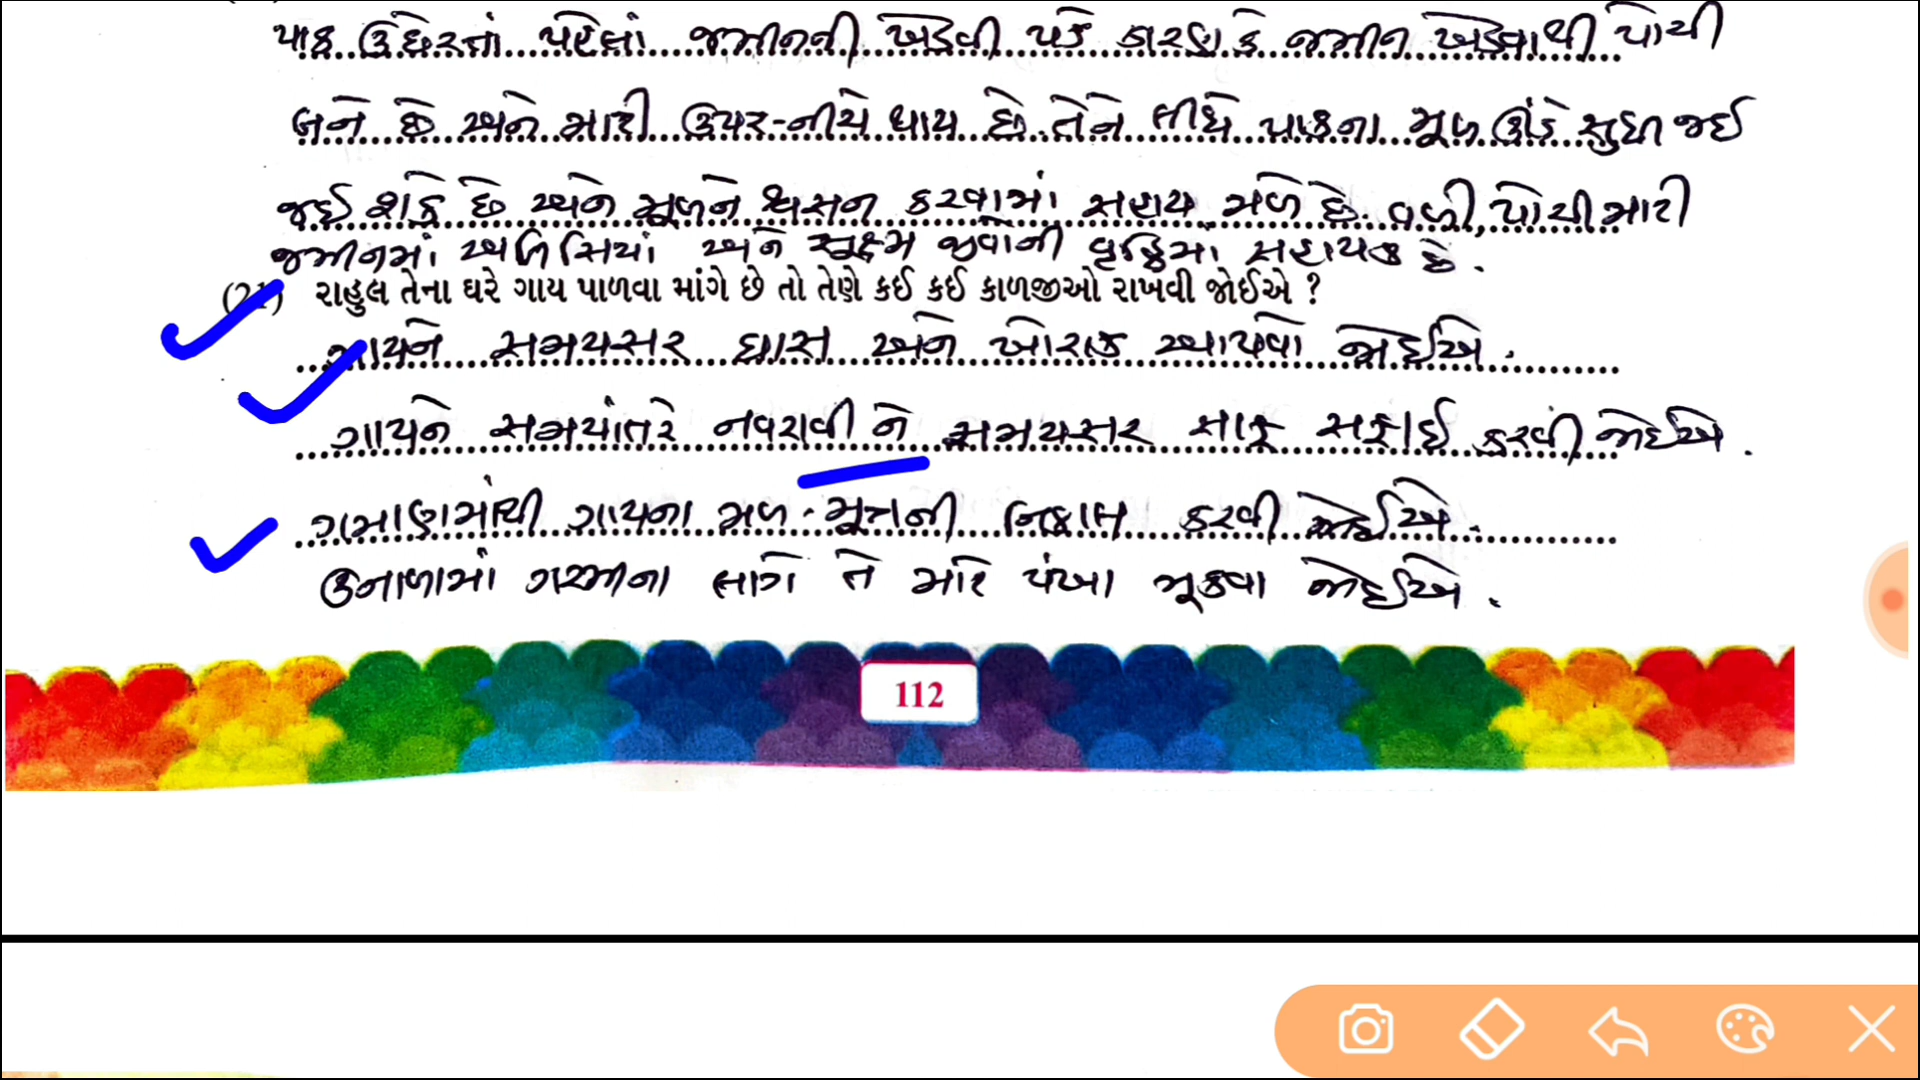 પાક ઉછેરતાં પહેલાં જમીનની ખેડવી પડે કારણ કે જમીન ખેડવાથી પોચી
બને છે અને માટી ઉપર-નીચે થાય છે. તેને લીધે પાકના મૂળ ઊંડે સુધી જઈ
જઈ શકે છે અને મૂળને શ્વસન કરવામાં સહાય મળે છે. વળી, પોચી માટી
જમીનમાં અળસિયાં અને સૂક્ષ્મ જીવોની વૃદ્ધિમાં સહાયક છે.
(21) રાહુલ તેના ઘરે ગાય પાળવા માંગે છે તો તેણે કઈ કઈ કાળજીઓ રાખવી જોઈએ ?
ગાયને સમયસર ઘાસ અને ખોરાક આપવો જોઈએ.
ગાયને સમયાંતરે નવરાવી ને સમયસર સાફ સફાઈ કરવી જોઈએ.
ગમાણમાંથી ગાયના મળ-મૂત્રની નિકાલ કરવી જોઈએ.
ઉનાળામાં ગરમીના લાગે તે માટે પંખા મૂકવા જોઈએ.
112